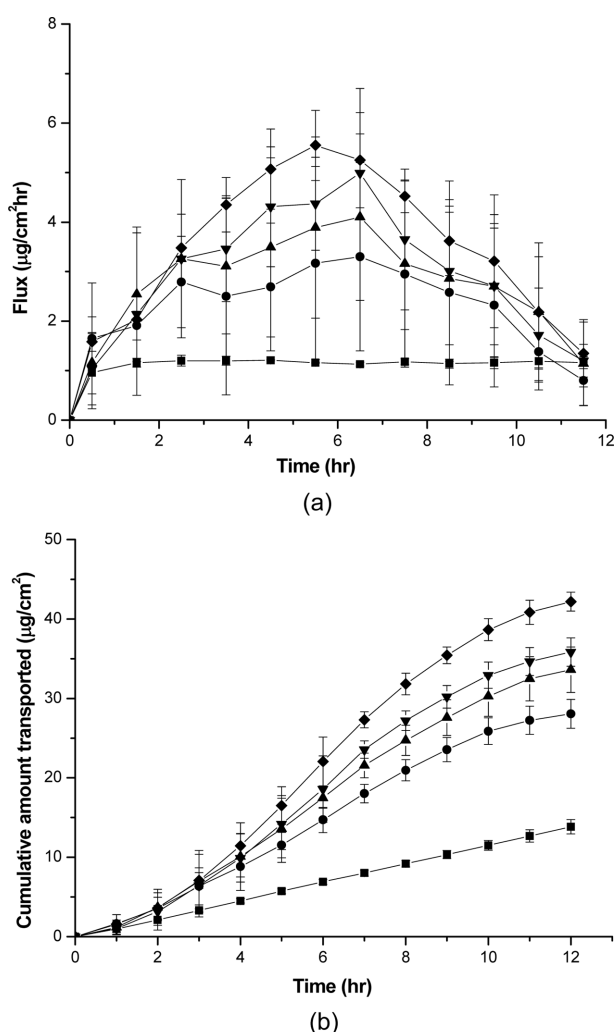 8
6
4
2
0
Flux (μg/cm²hr)
0 2 4 6 8 10 12
Time (hr)
(a)
50
40
30
20
10
0
Cumulative amount transported (μg/cm²)
0 2 4 6 8 10 12
Time (hr)
(b)